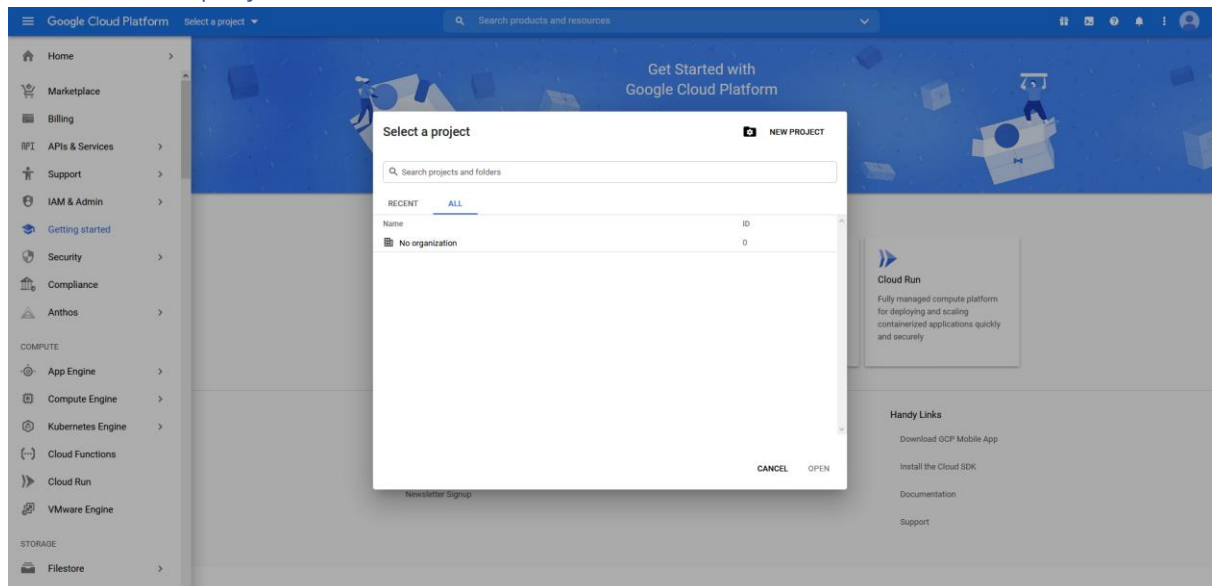 Google Cloud Platform Select a project
Search products and resources
Home
Marketplace
Billing
API APIs & Services
Support
IAM & Admin
Getting started
Security
Compliance
Anthos
COMPUTE
App Engine
Compute Engine
Kubernetes Engine
Cloud Functions
Cloud Run
VMware Engine
STORAGE
Filestore
Get Started with
Google Cloud Platform
Select a project
NEW PROJECT
Search projects and folders
RECENT ALL
Name ID
No organization 0
CANCEL OPEN
Newsletter Signup
Cloud Run
Fully managed compute platform
for deploying and scaling
containerized applications quickly
and securely
Handy Links
Download GCP Mobile App
Install the Cloud SDK
Documentation
Support